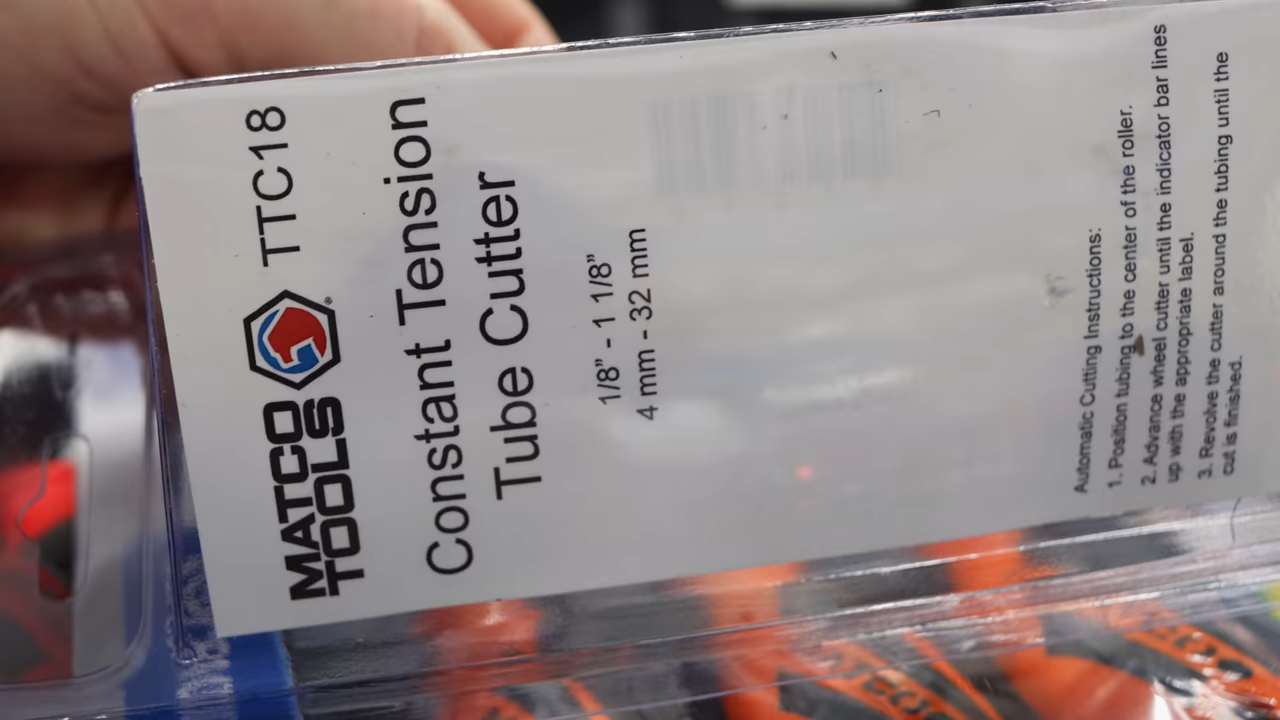 MATCO
TOOLS
® TTC18
Constant Tension
Tube Cutter
1/8” - 1 1/8”
4 mm - 32 mm
Automatic Cutting Instructions:
1. Position tubing to the center of the roller.
2. Advance wheel cutter until the indicator bar lines
up with the appropriate label.
3. Revolve the cutter around the tubing until the
cut is finished.